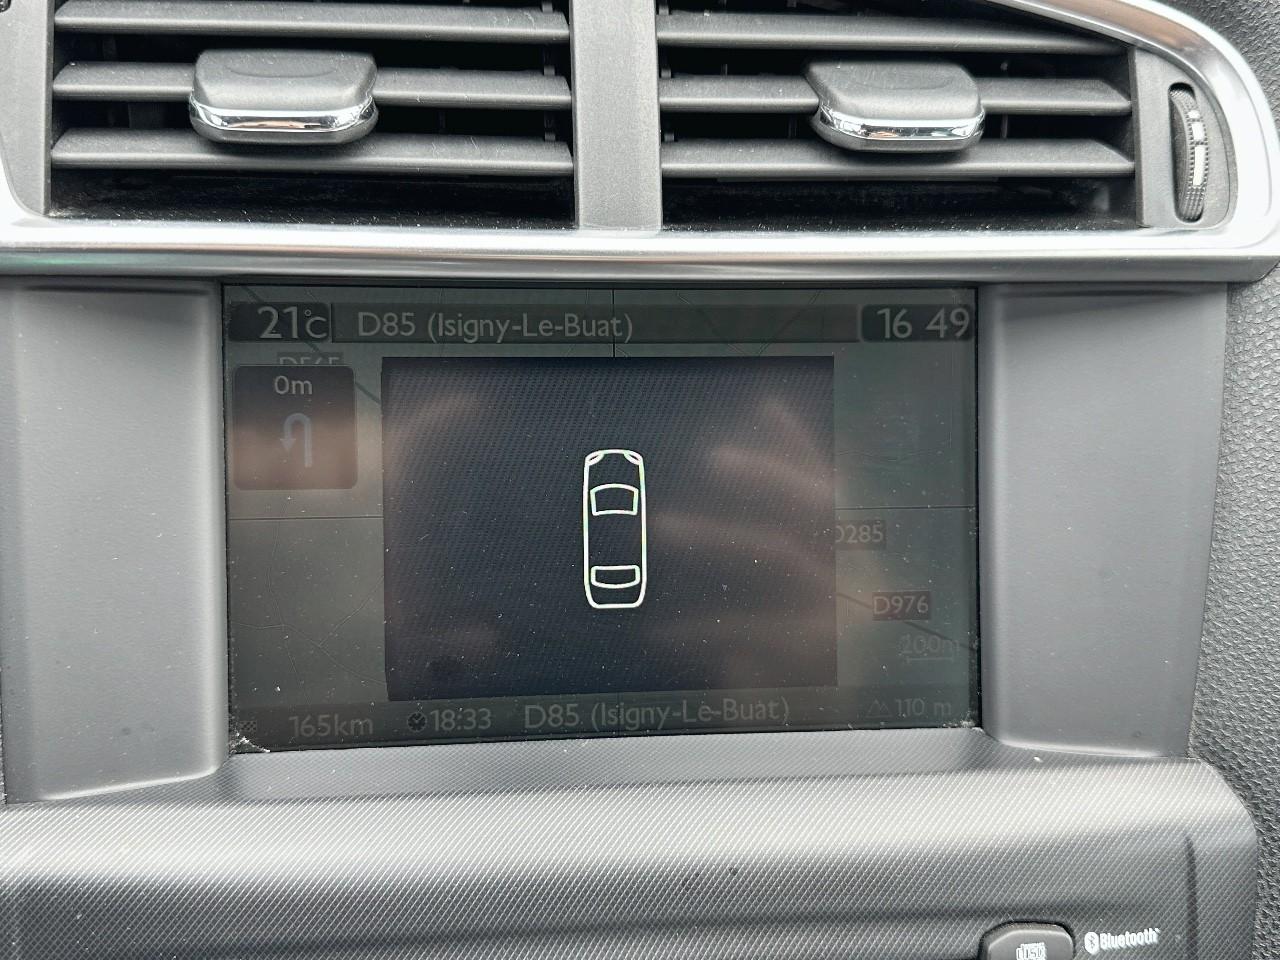 21°C D85 (Isigny-Le-Buat) 16 49
D565
0m
D285
D976
200m
165km 18:33 D85 (Isigny-Le-Buat) 110 m
Bluetooth